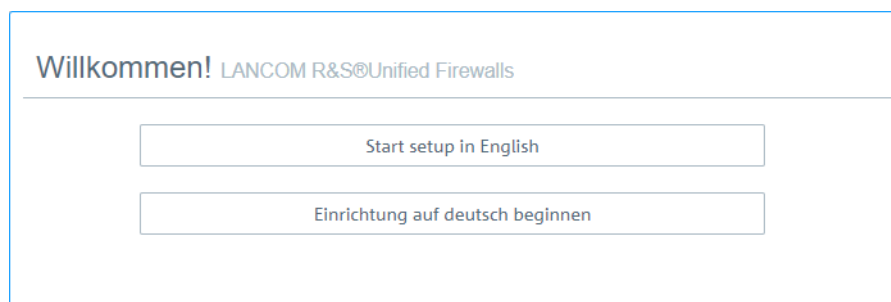 Willkommen! LANCOM R&S®Unified Firewalls
Start setup in English
Einrichtung auf deutsch beginnen